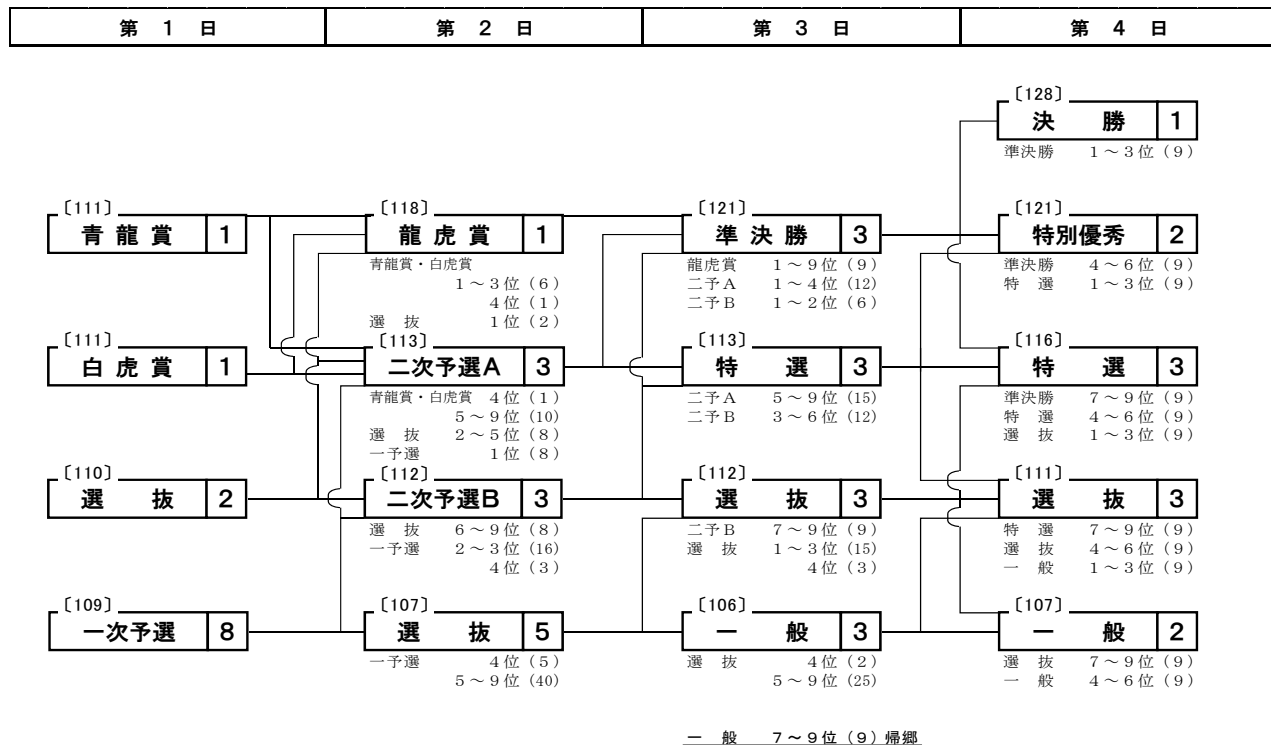 第　1　日
第　2　日
第　3　日
第　4　日
〔111〕
青 龍 賞　1
〔111〕
白 虎 賞　1
〔110〕
選　抜　2
〔109〕
一次予選　8
〔118〕
龍 虎 賞　1
青龍賞・白虎賞
1～3位（6）
4位（1）
選　抜　1位（2）
〔113〕
二次予選A　3
青龍賞・白虎賞　4位（1）
5～9位（10）
選　抜　2～5位（8）
一予選　1位（8）
〔112〕
二次予選B　3
選　抜　6～9位（8）
一予選　2～3位（16）
4位（3）
〔107〕
選　抜　5
一予選　4位（5）
5～9位（40）
〔121〕
準 決 勝　3
龍虎賞　1～9位（9）
二予A　1～4位（12）
二予B　1～2位（6）
〔113〕
特　選　3
二予A　5～9位（15）
二予B　3～6位（12）
〔112〕
選　抜　3
二予B　7～9位（9）
選　抜　1～3位（15）
4位（3）
〔106〕
一　般　3
選　抜　4位（2）
5～9位（25）
一　般　7～9位（9）帰郷
〔128〕
決　勝　1
準決勝　1～3位（9）
〔121〕
特別優秀　2
準決勝　4～6位（9）
特　選　1～3位（9）
〔116〕
特　選　3
準決勝　7～9位（9）
特　選　4～6位（9）
選　抜　1～3位（9）
〔111〕
選　抜　3
特　選　7～9位（9）
選　抜　4～6位（9）
一　般　1～3位（9）
〔107〕
一　般　2
選　抜　7～9位（9）
一　般　4～6位（9）